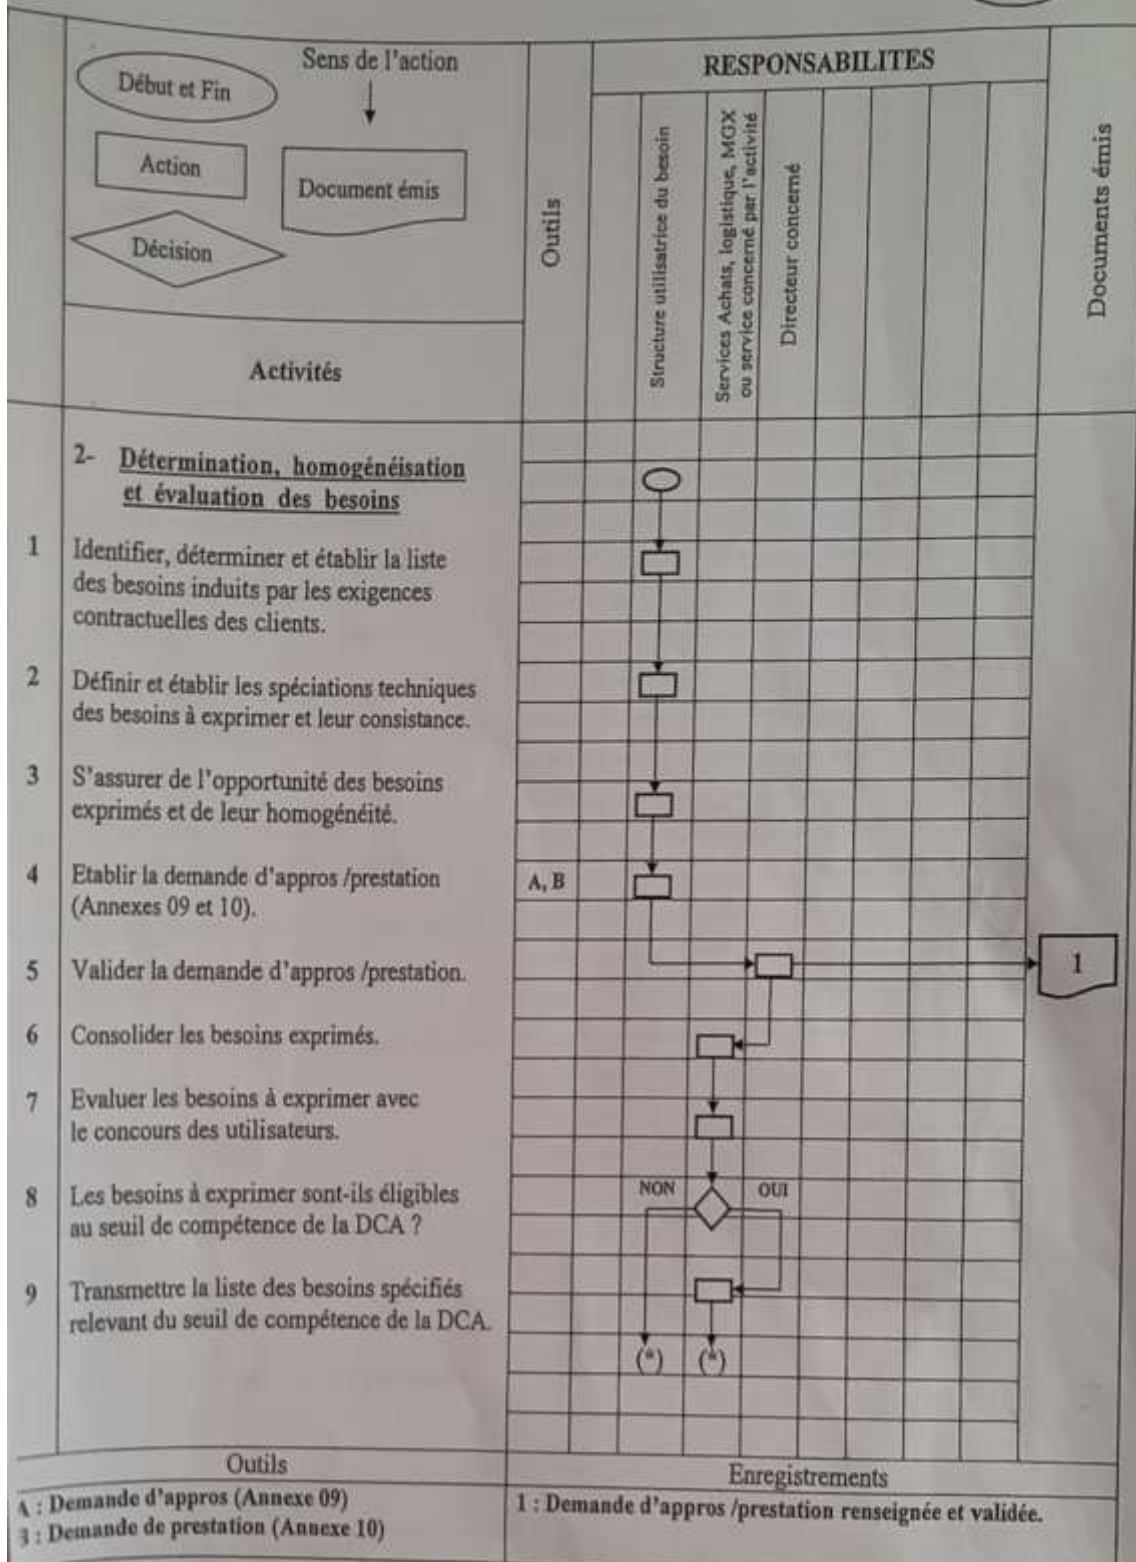 Début et Fin
Sens de l'action
Action
Document émis
Décision
Activités
Outils
RESPONSABILITES
Structure utilisatrice du besoin
Services Achats, logistique, MGX
ou service concerné par l'activité
Directeur concerné
Documents émis
2- Détermination, homogénéisation
et évaluation des besoins
1 Identifier, déterminer et établir la liste
des besoins induits par les exigences
contractuelles des clients.
2 Définir et établir les spéciations techniques
des besoins à exprimer et leur consistance.
3 S'assurer de l'opportunité des besoins
exprimés et de leur homogénéité.
4 Etablir la demande d'appros /prestation
(Annexes 09 et 10).
A, B
5 Valider la demande d'appros /prestation.
1
6 Consolider les besoins exprimés.
7 Evaluer les besoins à exprimer avec
le concours des utilisateurs.
8 Les besoins à exprimer sont-ils éligibles
au seuil de compétence de la DCA ?
NON
OUI
9 Transmettre la liste des besoins spécifiés
relevant du seuil de compétence de la DCA.
(*) (*)
Outils
A : Demande d'appros (Annexe 09)
B : Demande de prestation (Annexe 10)
Enregistrements
1 : Demande d'appros /prestation renseignée et validée.